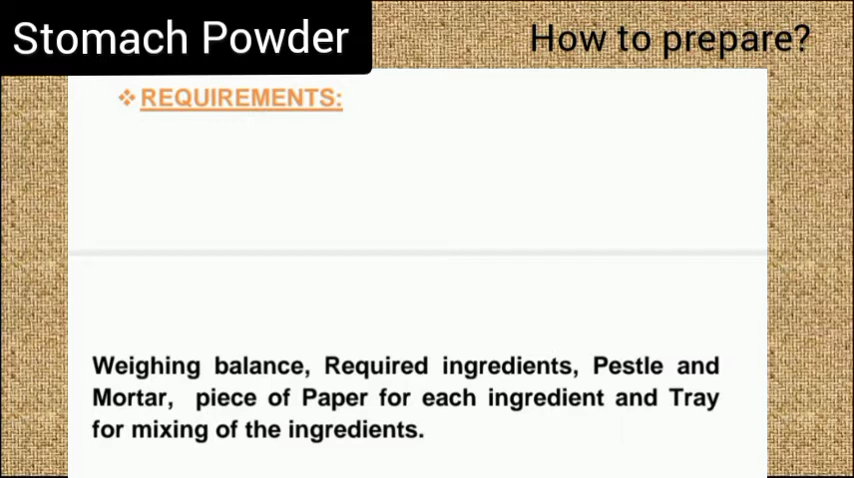 Stomach Powder
How to prepare?
❖ REQUIREMENTS:
Weighing balance, Required ingredients, Pestle and
Mortar, piece of Paper for each ingredient and Tray
for mixing of the ingredients.